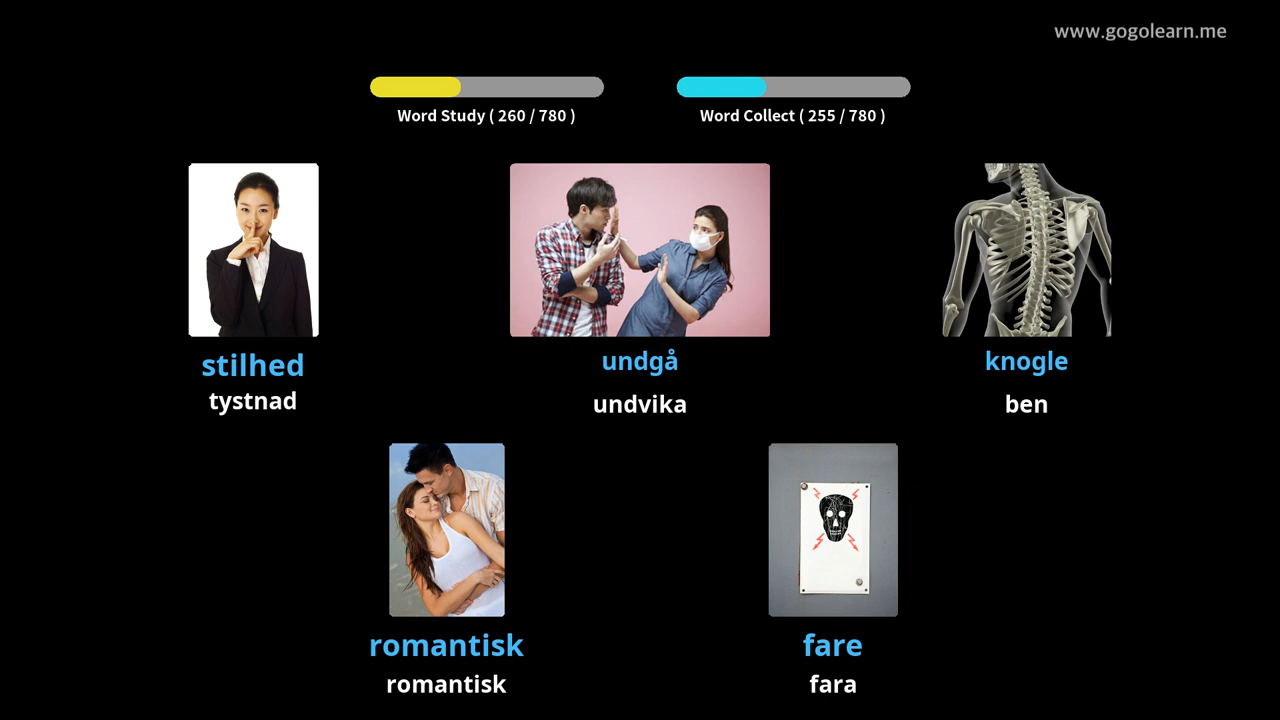 www.gogolearn.me
Word Study ( 260 / 780 )
Word Collect ( 255 / 780 )
stilhed
tystnad
undgå
undvika
knogle
ben
romantisk
romantisk
fare
fara